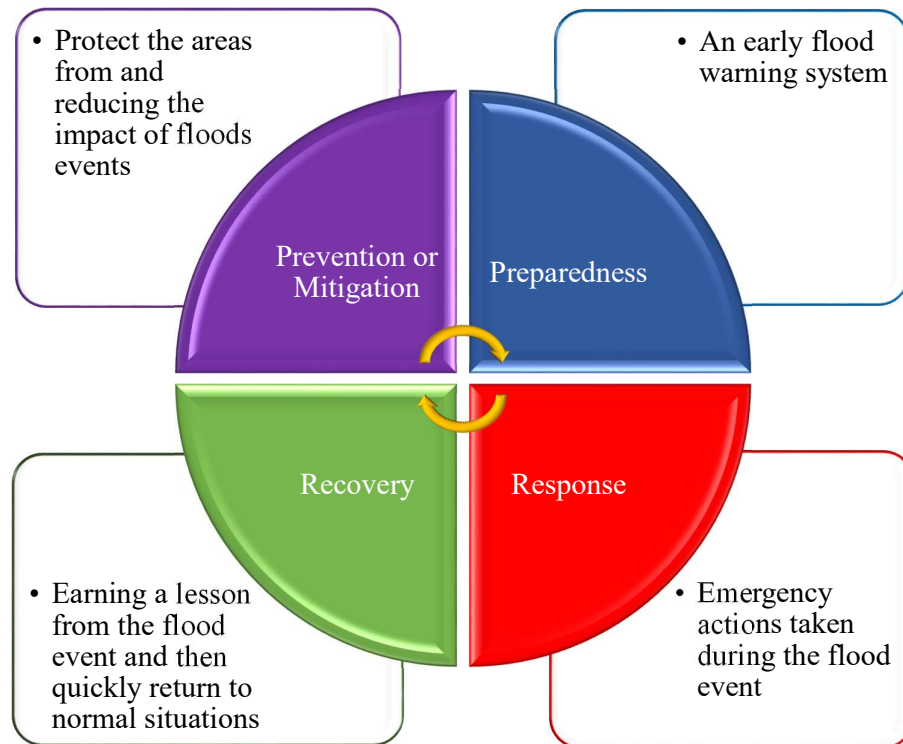 • Protect the areas
from and
reducing the
impact of floods
events
• An early flood
warning system
Prevention or
Mitigation
Preparedness
Recovery
Response
• Earning a lesson
from the flood
event and then
quickly return to
normal situations
• Emergency
actions taken
during the flood
event